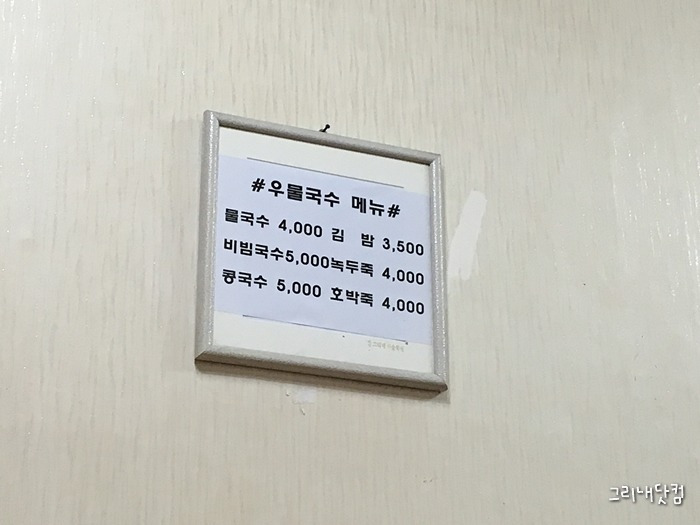 #우물국수 메뉴#
물국수 4,000 김 밥 3,500
비빔국수5,000녹두죽 4,000
콩국수 5,000 호박죽 4,000
그리내닷컴